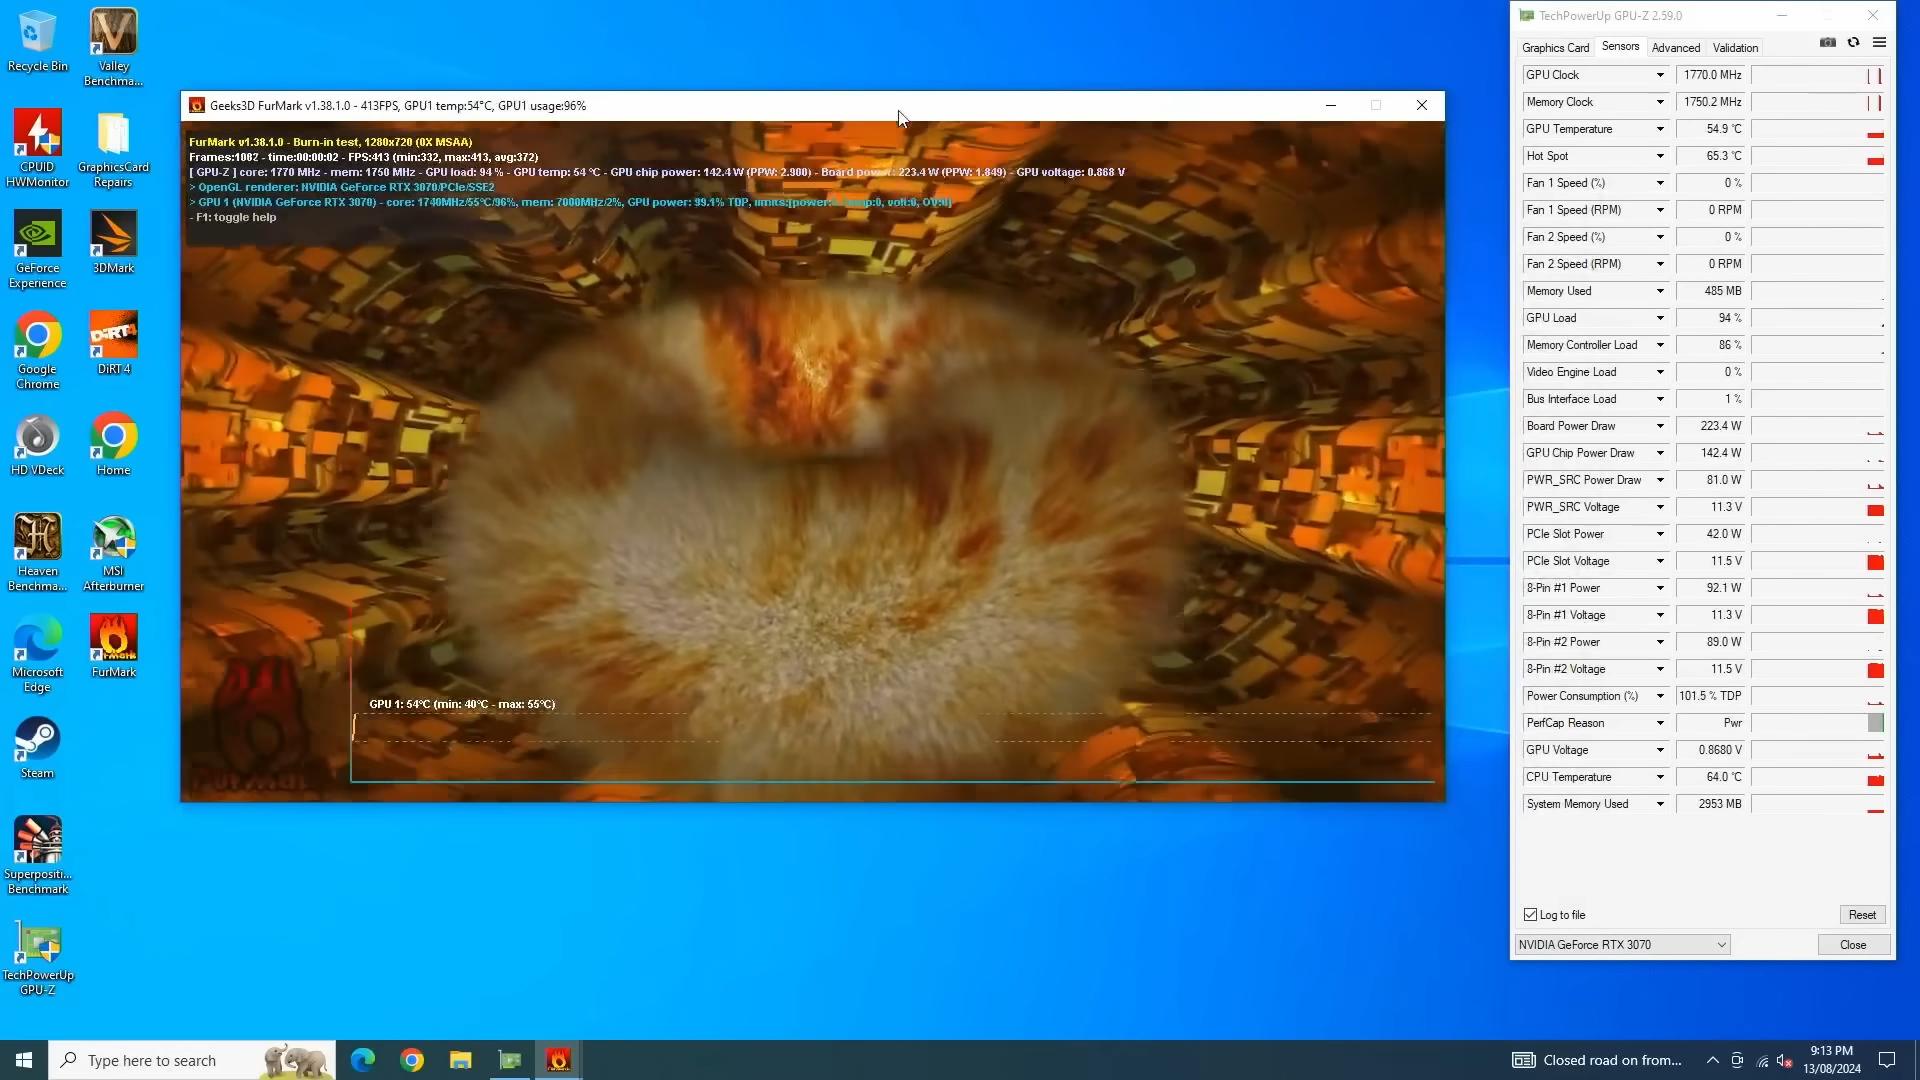 Recycle Bin
Valley
Benchma...
CPUID
HWMonitor
GraphicsCard
Repairs
GeForce
Experience
3DMark
Google
Chrome
DiRT 4
DiRT 4
HD VDeck
Home
Heaven
Benchma...
MSI
Afterburner
Microsoft
Edge
FurMark
Steam
Superpositi...
Benchmark
TechPowerUp
GPU-Z
Geeks3D FurMark v1.38.1.0 - 413FPS, GPU1 temp:54°C, GPU1 usage:96%
FurMark v1.38.1.0 - Burn-in test, 1280x720 (0X MSAA)
Frames:1082 - time:00:00:02 - FPS:413 (min:332, max:413, avg:372)
[ GPU-Z ] core: 1770 MHz - mem: 1750 MHz - GPU load: 94 % - GPU temp: 54 °C - GPU chip power: 142.4 W (PPW: 2.900) - Board power: 223.4 W (PPW: 1.849) - GPU voltage: 0.868 V
> OpenGL renderer: NVIDIA GeForce RTX 3070/PCIe/SSE2
> GPU 1 (NVIDIA GeForce RTX 3070) - core: 1740MHz/55°C/96%, mem: 7000MHz/2%, GPU power: 99.1% TDP, limits:[power:
volt:0, OV:0]
- F1: toggle help
GPU 1: 54°C (min: 40°C - max: 55°C)
FurMark
TechPowerUp GPU-Z 2.59.0
Graphics Card Sensors Advanced Validation
GPU Clock 1770.0 MHz
Memory Clock 1750.2 MHz
GPU Temperature 54.9 °C
Hot Spot 65.3 °C
Fan 1 Speed (%) 0 %
Fan 1 Speed (RPM) 0 RPM
Fan 2 Speed (%) 0 %
Fan 2 Speed (RPM) 0 RPM
Memory Used 485 MB
GPU Load 94 %
Memory Controller Load 86 %
Video Engine Load 0 %
Bus Interface Load 1 %
Board Power Draw 223.4 W
GPU Chip Power Draw 142.4 W
PWR_SRC Power Draw 81.0 W
PWR_SRC Voltage 11.3 V
PCIe Slot Power 42.0 W
PCIe Slot Voltage 11.5 V
8-Pin #1 Power 92.1 W
8-Pin #1 Voltage 11.3 V
8-Pin #2 Power 89.0 W
8-Pin #2 Voltage 11.5 V
Power Consumption (%) 101.5 % TDP
PerfCap Reason Pwr
GPU Voltage 0.8680 V
CPU Temperature 64.0 °C
System Memory Used 2953 MB
Log to file Reset
NVIDIA GeForce RTX 3070 Close
Type here to search
Closed road on from...
9:13 PM
13/08/2024